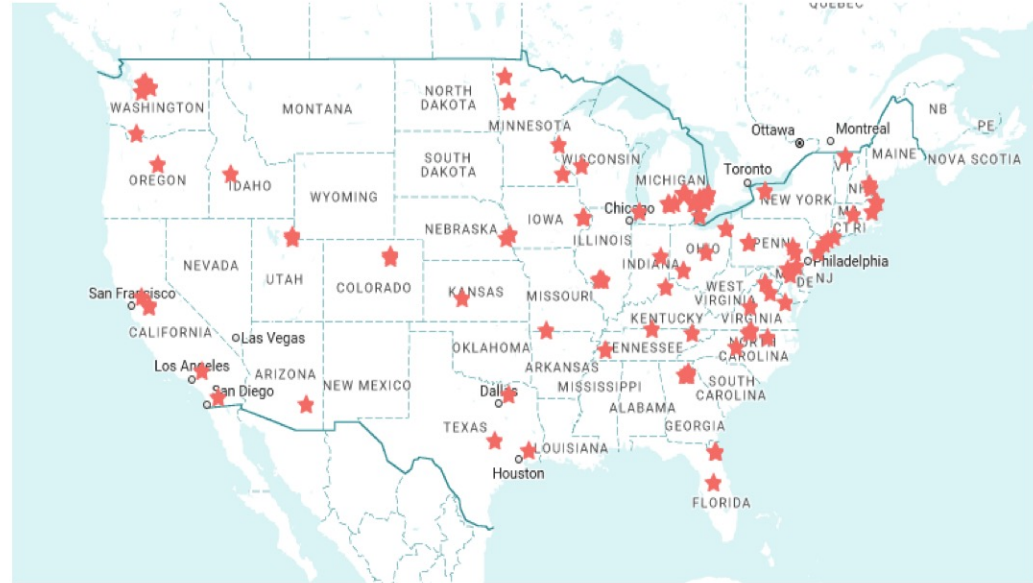 QUEBEC
NB
PE
WASHINGTON
MONTANA
NORTH
DAKOTA
MINNESOTA
Ottawa
Montreal
MAINE
NOVA SCOTIA
OREGON
IDAHO
SOUTH
DAKOTA
WISCONSIN
MICHIGAN
Toronto
VT
NH
NEW YORK
WYOMING
IOWA
Chicago
MA
CT RI
NEBRASKA
ILLINOIS
OHIO
PENN
NEVADA
UTAH
COLORADO
INDIANA
Philadelphia
DE NJ
San Francisco
KANSAS
MISSOURI
WEST
VIRGINIA
VIRGINIA
CALIFORNIA
Las Vegas
KENTUCKY
OKLAHOMA
TENNESSEE
NORTH
CAROLINA
Los Angeles
ARIZONA
NEW MEXICO
ARKANSAS
MISSISSIPPI
SOUTH
CAROLINA
San Diego
Dallas
ALABAMA
TEXAS
GEORGIA
LOUISIANA
Houston
FLORIDA